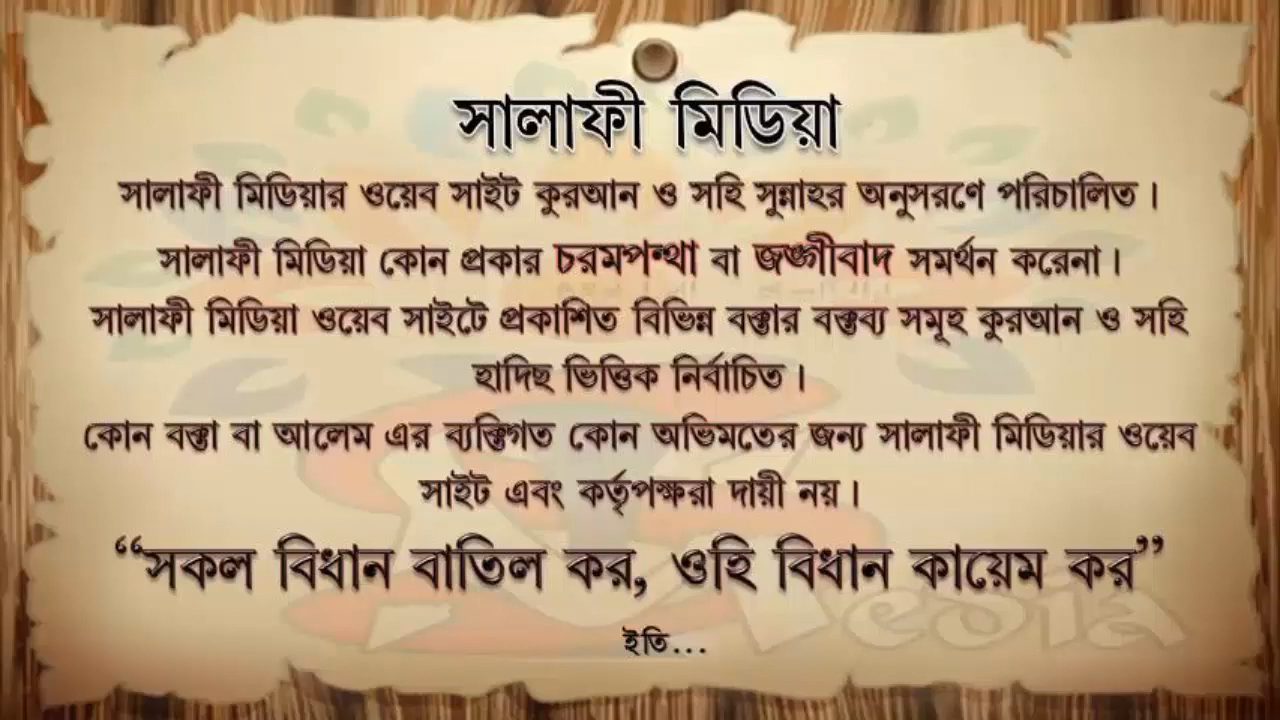 সালাফী মিডিয়া
সালাফী মিডিয়ার ওয়েব সাইট কুরআন ও সহি সুন্নাহর অনুসরণে পরিচালিত।
সালাফী মিডিয়া কোন প্রকার চরমপন্থা বা জঙ্গীবাদ সমর্থন করেনা।
সালাফী মিডিয়া ওয়েব সাইটে প্রকাশিত বিভিন্ন বক্তার বক্তব্য সমূহ কুরআন ও সহি
হাদিছ ভিত্তিক নির্বাচিত।
কোন বক্তা বা আলেম এর ব্যক্তিগত কোন অভিমতের জন্য সালাফী মিডিয়ার ওয়েব
সাইট এবং কর্তৃপক্ষরা দায়ী নয়।
“সকল বিধান বাতিল কর, ওহি বিধান কায়েম কর”
ইতি...